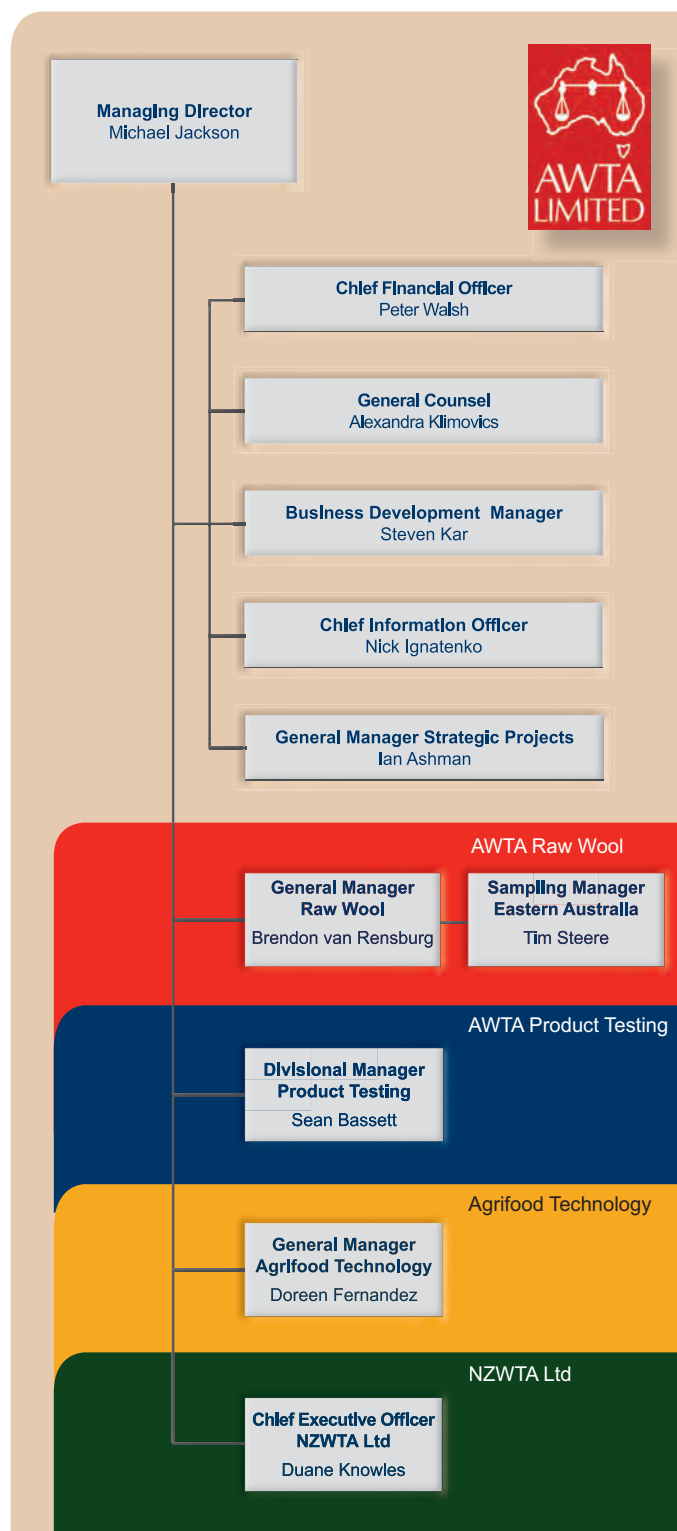 Managing Director
Michael Jackson
AWTA
LIMITED
Chief Financial Officer
Peter Walsh
General Counsel
Alexandra Klimovics
Business Development Manager
Steven Kar
Chief Information Officer
Nick Ignatenko
General Manager Strategic Projects
Ian Ashman
AWTA Raw Wool
General Manager
Raw Wool
Brendon van Rensburg
Sampling Manager
Eastern Australia
Tim Steere
AWTA Product Testing
Divisional Manager
Product Testing
Sean Bassett
Agrifood Technology
General Manager
Agrifood Technology
Doreen Fernandez
NZWTA Ltd
Chief Executive Officer
NZWTA Ltd
Duane Knowles